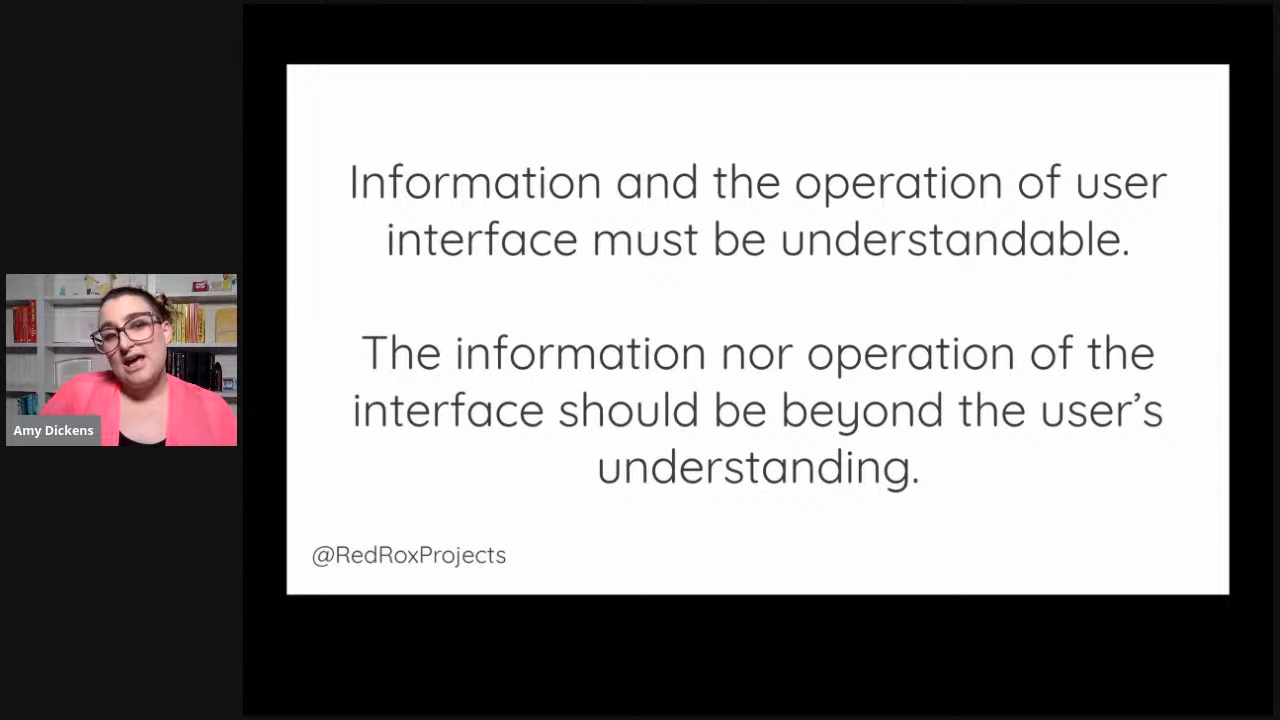 Information and the operation of user
interface must be understandable.
The information nor operation of the
interface should be beyond the user’s
understanding.
@RedRoxProjects
Amy Dickens